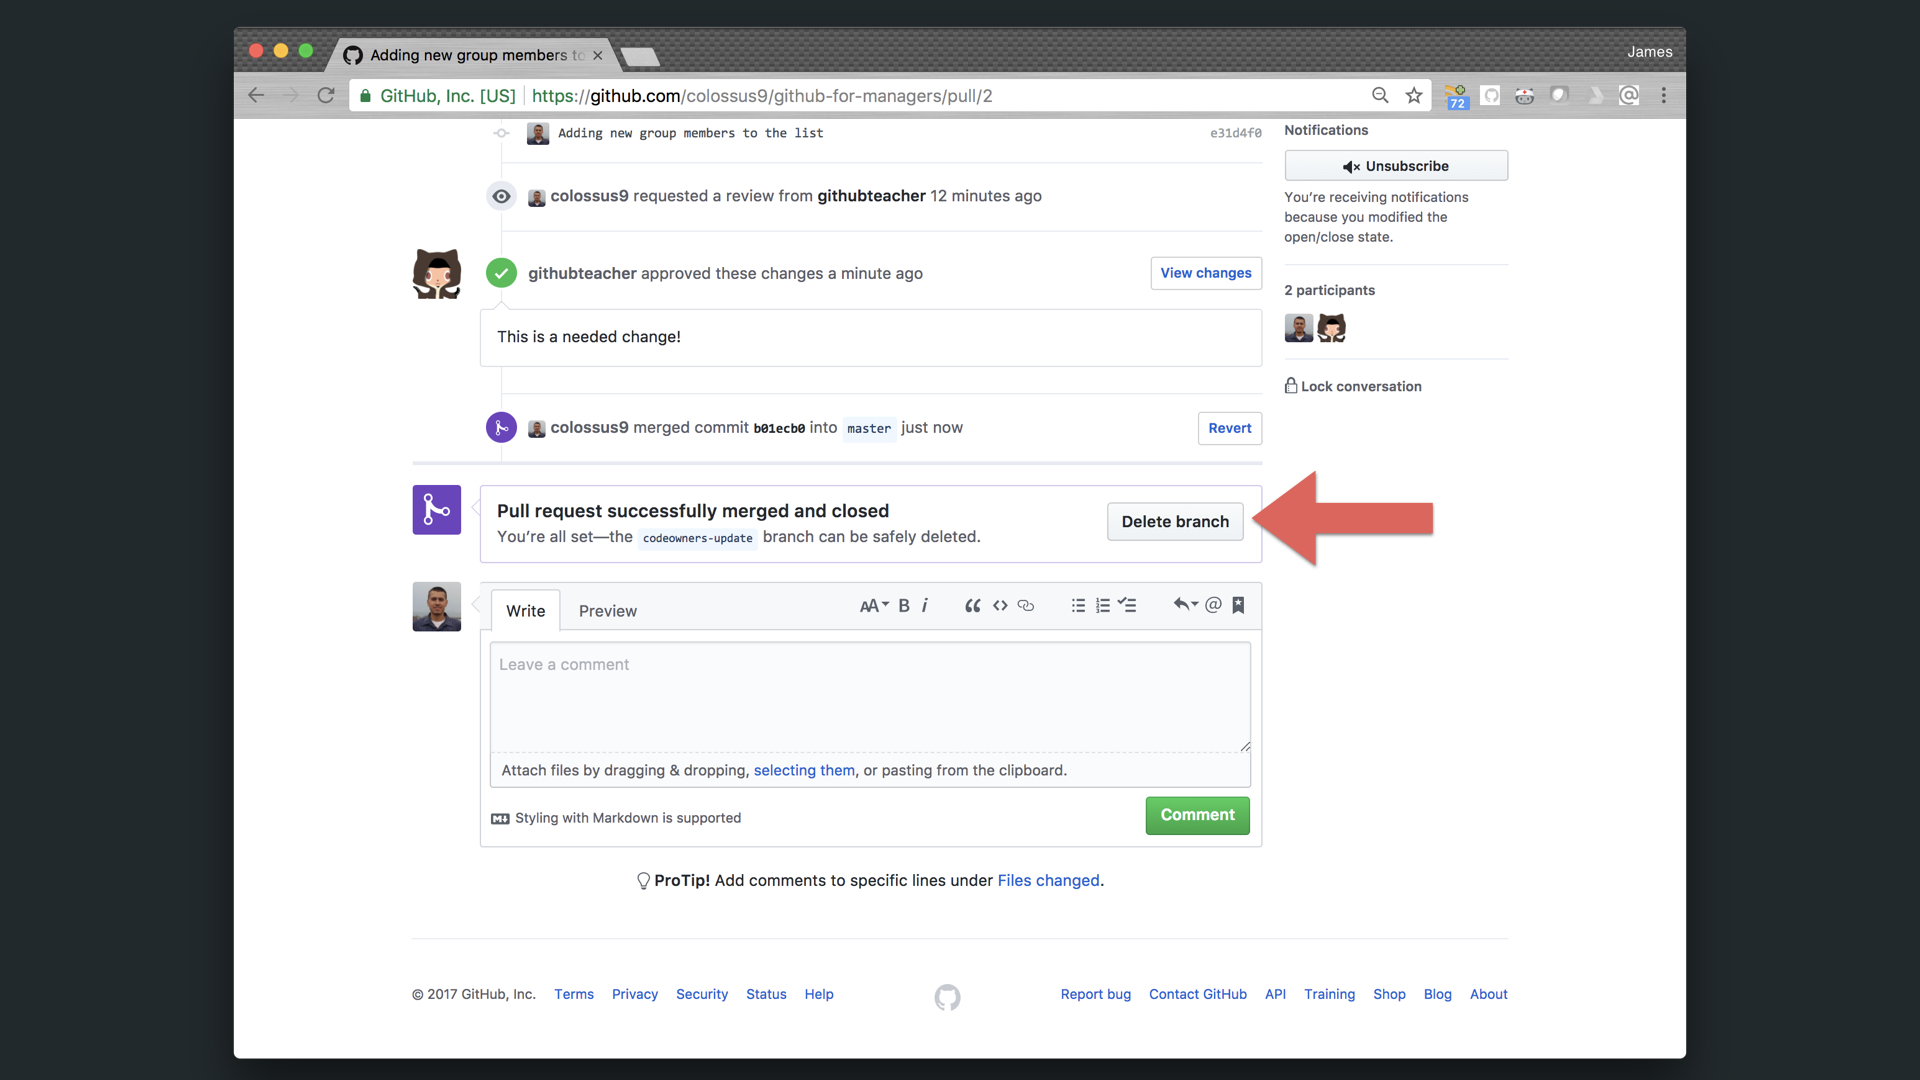 Adding new group members to
James
GitHub, Inc. [US] https://github.com/colossus9/github-for-managers/pull/2
72
Adding new group members to the list e31d4f0
colossus9 requested a review from githubteacher 12 minutes ago
githubteacher approved these changes a minute ago View changes
This is a needed change!
colossus9 merged commit b01ecb0 into master just now Revert
Pull request successfully merged and closed
You're all set—the codeowners-update branch can be safely deleted.
Delete branch
Write Preview AA B i
Leave a comment
Attach files by dragging & dropping, selecting them, or pasting from the clipboard.
Styling with Markdown is supported
Comment
ProTip! Add comments to specific lines under Files changed.
Notifications
Unsubscribe
You're receiving notifications
because you modified the
open/close state.
2 participants
Lock conversation
© 2017 GitHub, Inc. Terms Privacy Security Status Help
Report bug Contact GitHub API Training Shop Blog About